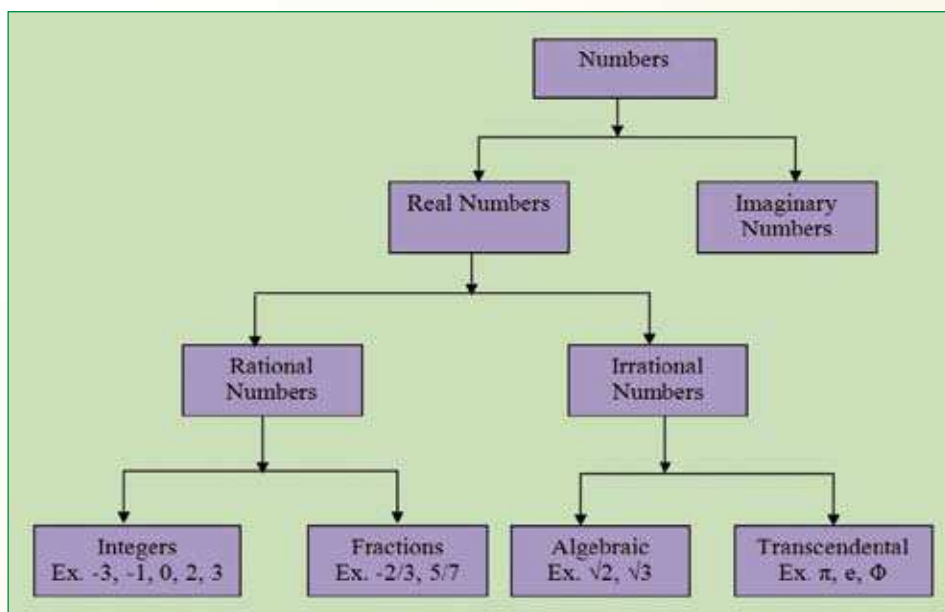 Numbers
Real Numbers
Imaginary
Numbers
Rational
Numbers
Irrational
Numbers
Integers
Ex. -3, -1, 0, 2, 3
Fractions
Ex. -2/3, 5/7
Algebraic
Ex. √2, √3
Transcendental
Ex. π, e, Φ